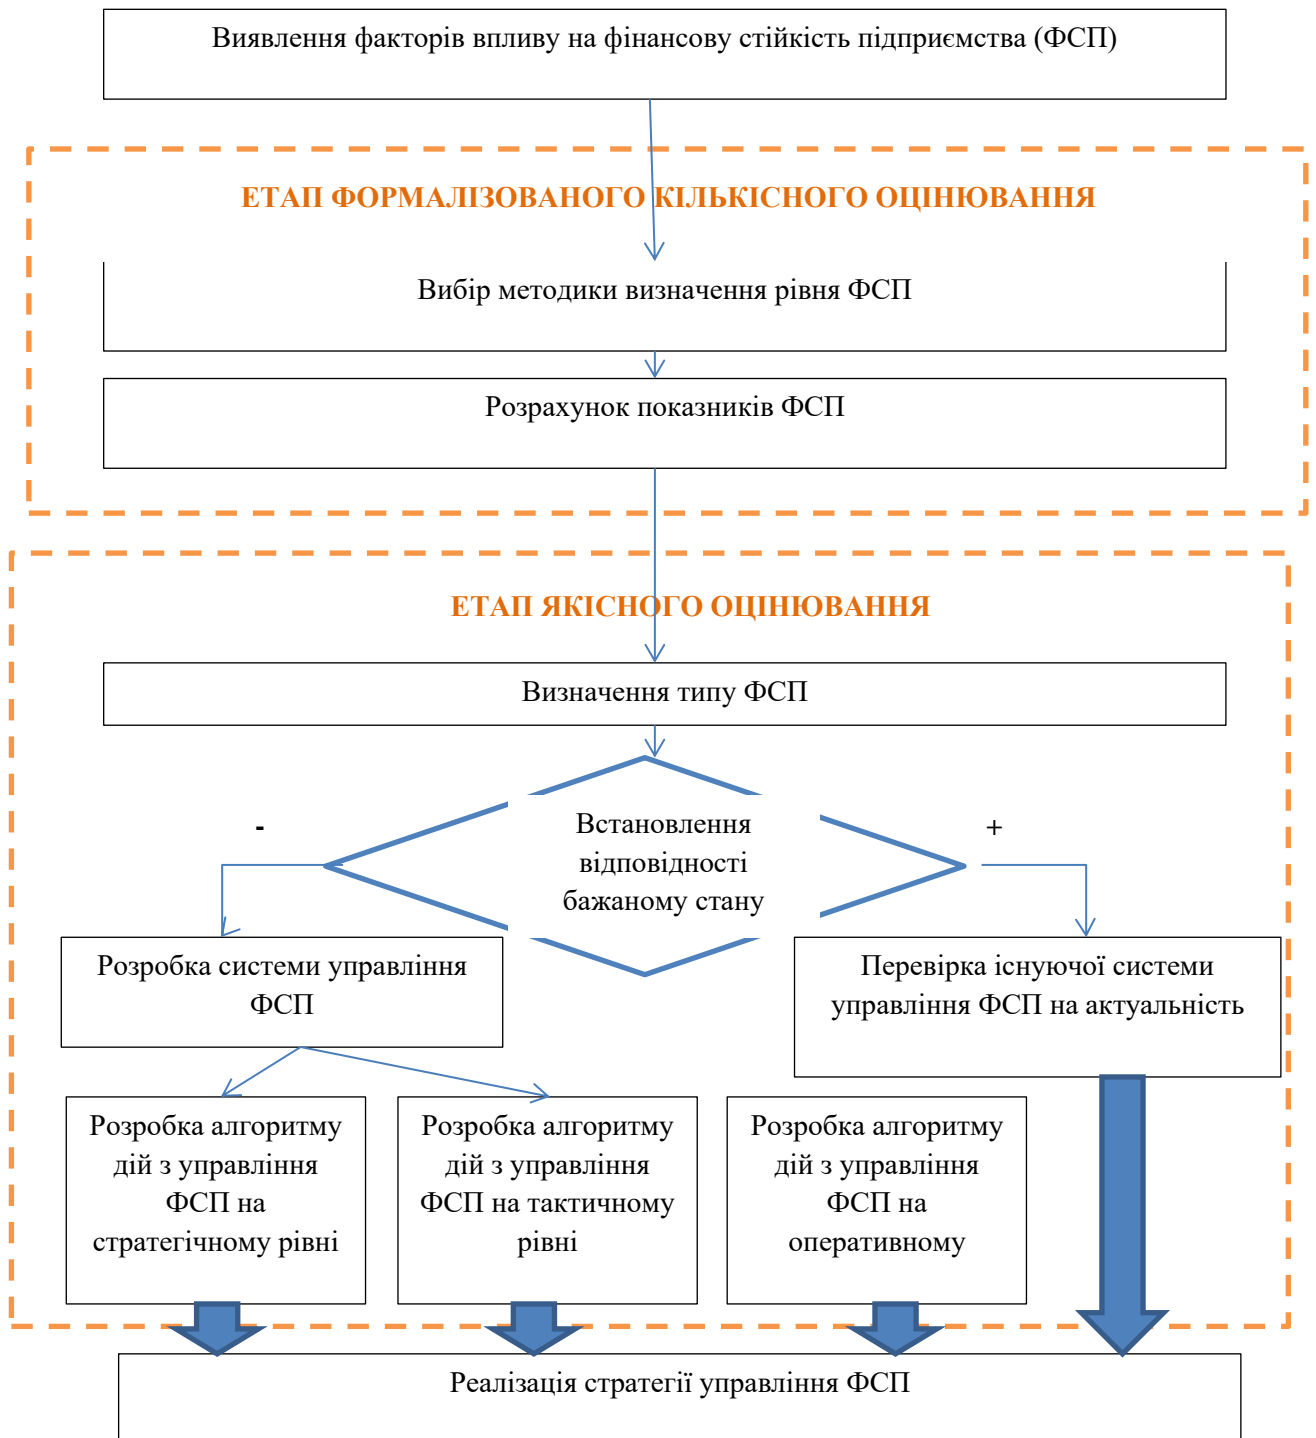 Виявлення факторів впливу на фінансову стійкість підприємства (ФСП)
ЕТАП ФОРМАЛІЗОВАНОГО КІЛЬКІСНОГО ОЦІНЮВАННЯ
Вибір методики визначення рівня ФСП
Розрахунок показників ФСП
ЕТАП ЯКІСНОГО ОЦІНЮВАННЯ
Визначення типу ФСП
-
+
Встановлення
відповідності
бажаному стану
Розробка системи управління
ФСП
Перевірка існуючої системи
управління ФСП на актуальність
Розробка алгоритму
дій з управління
ФСП на
стратегічному рівні
Розробка алгоритму
дій з управління
ФСП на тактичному
рівні
Розробка алгоритму
дій з управління
ФСП на
оперативному
Реалізація стратегії управління ФСП